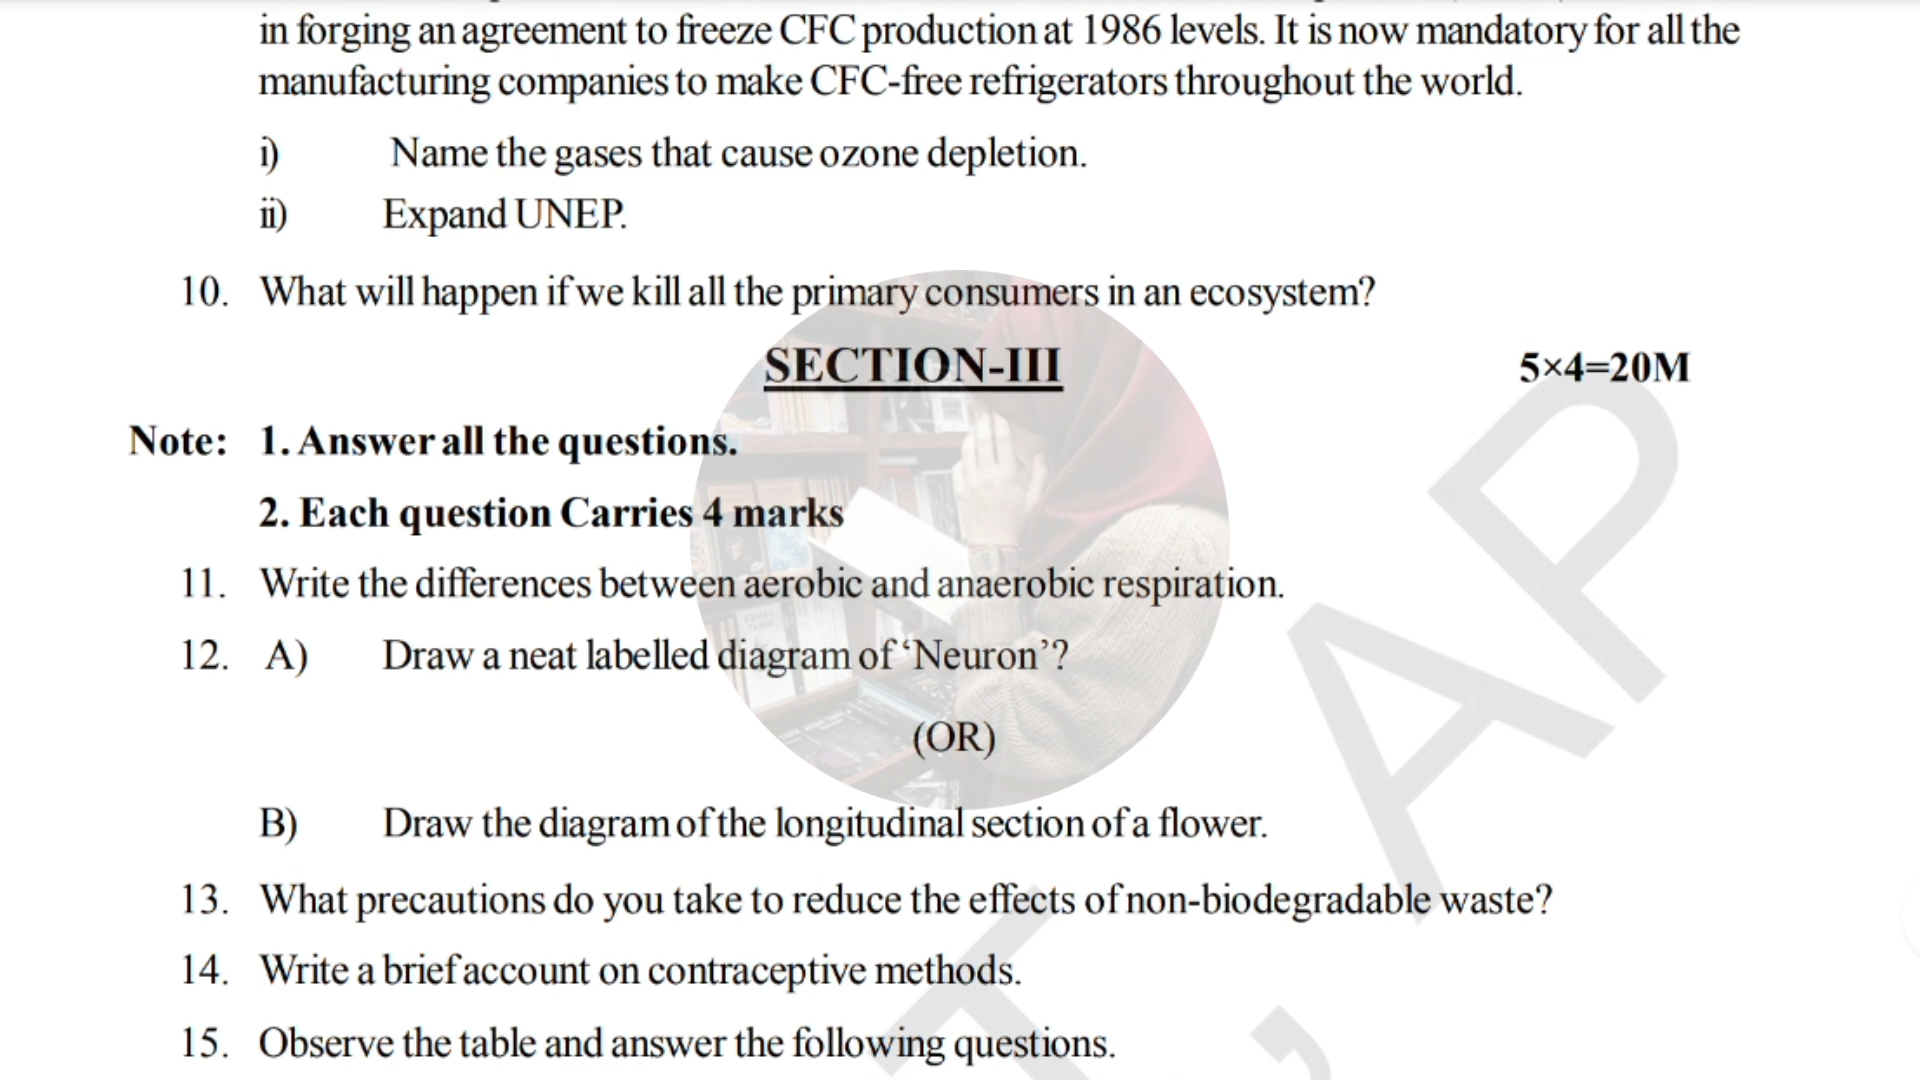 in forging an agreement to freeze CFC production at 1986 levels. It is now mandatory for all the
manufacturing companies to make CFC-free refrigerators throughout the world.
i) Name the gases that cause ozone depletion.
ii) Expand UNEP.
10. What will happen if we kill all the primary consumers in an ecosystem?
SECTION-III 5×4=20M
Note: 1. Answer all the questions.
2. Each question Carries 4 marks
11. Write the differences between aerobic and anaerobic respiration.
12. A) Draw a neat labelled diagram of ‘Neuron’?
(OR)
B) Draw the diagram of the longitudinal section of a flower.
13. What precautions do you take to reduce the effects of non-biodegradable waste?
14. Write a brief account on contraceptive methods.
15. Observe the table and answer the following questions.
T, AP